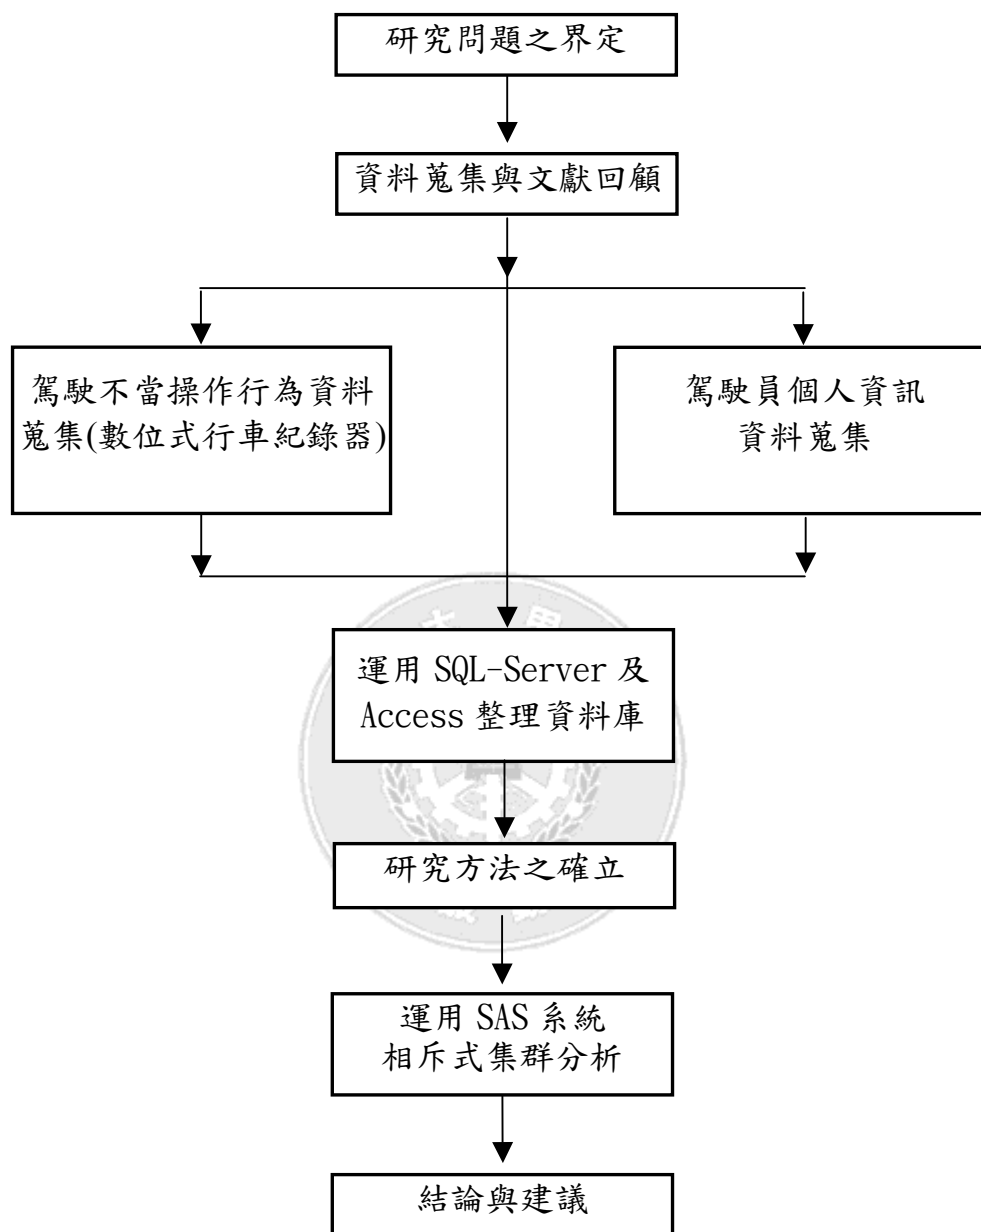 研究問題之界定
資料蒐集與文獻回顧
駕駛不當操作行為資料
蒐集(數位式行車紀錄器)
駕駛員個人資訊
資料蒐集
運用 SQL-Server 及
Access 整理資料庫
研究方法之確立
運用 SAS 系統
相斥式集群分析
結論與建議